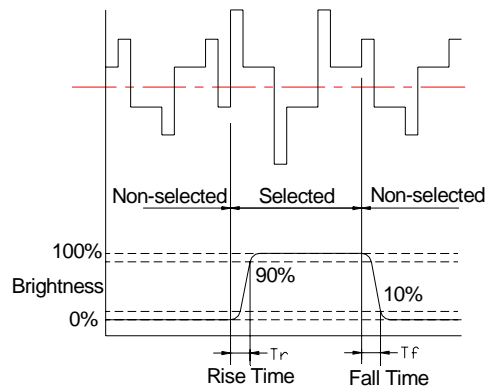 Non-selected Selected Non-selected
100%
90%
Brightness
10%
0%
Tr Tf
Rise Time Fall Time